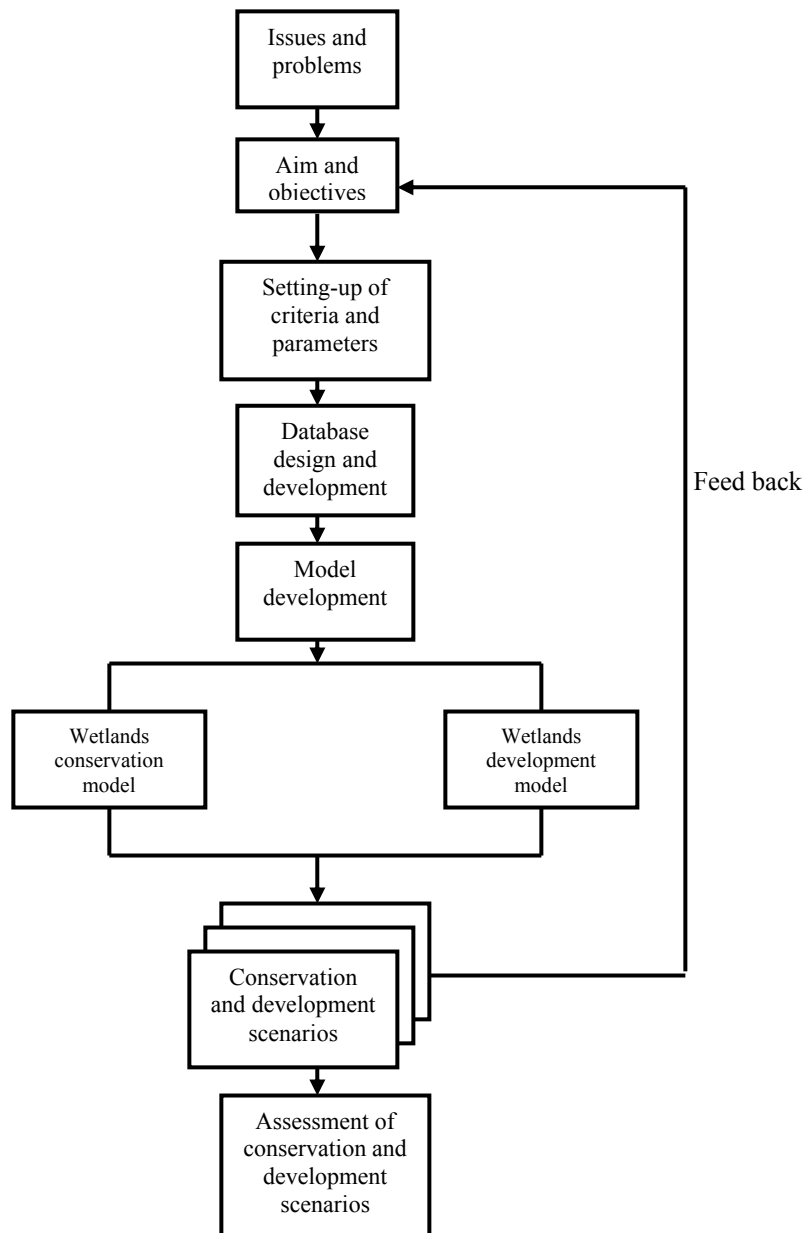 Issues and
problems
Aim and
objectives
Setting-up of
criteria and
parameters
Database
design and
development
Feed back
Model
development
Wetlands
conservation
model
Wetlands
development
model
Conservation
and development
scenarios
Assessment of
conservation and
development
scenarios